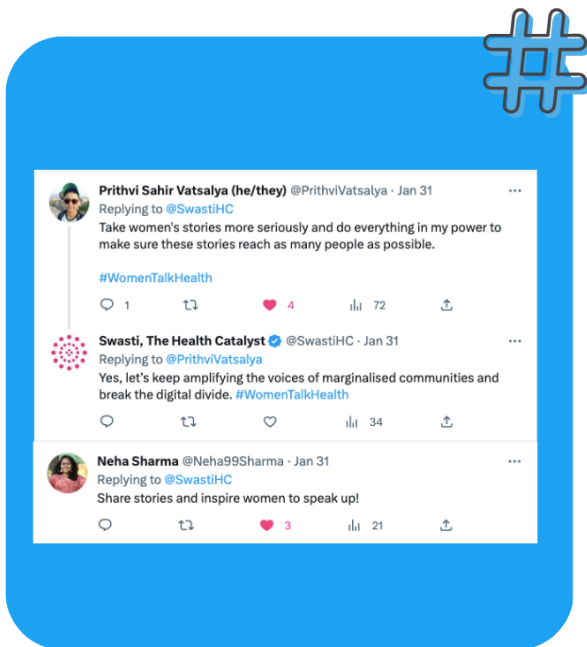 Prithvi Sahir Vatsalya (he/they) @PrithviVatsalya · Jan 31
Replying to @SwastiHC
Take women's stories more seriously and do everything in my power to
make sure these stories reach as many people as possible.
#WomenTalkHealth
1 4 72
Swasti, The Health Catalyst @SwastiHC · Jan 31
Replying to @PrithviVatsalya
Yes, let's keep amplifying the voices of marginalised communities and
break the digital divide. #WomenTalkHealth
34
Neha Sharma @Neha99Sharma · Jan 31
Replying to @SwastiHC
Share stories and inspire women to speak up!
3 21